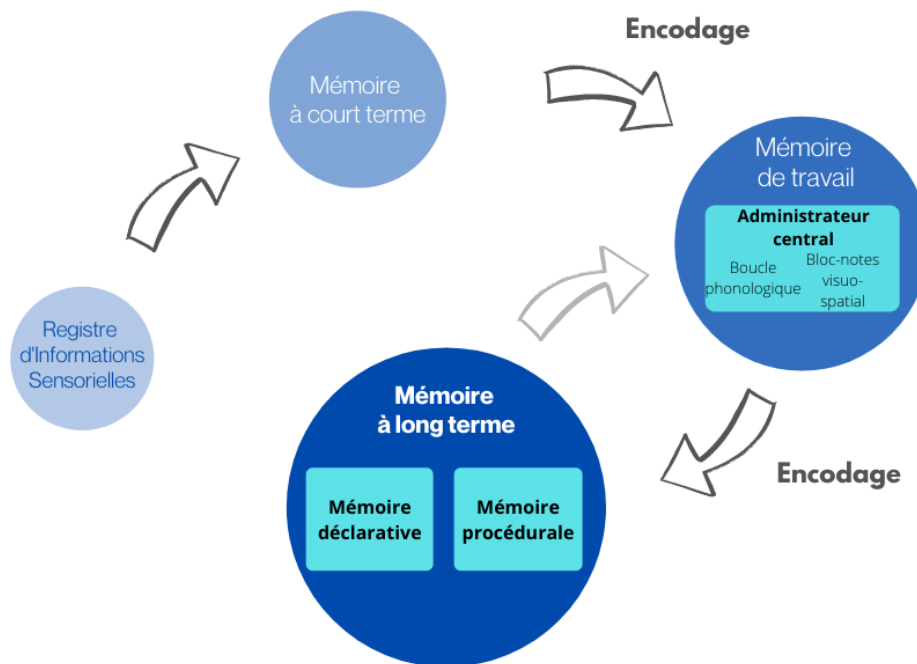 Encodage
Mémoire
à court terme
Mémoire
de travail
Administrateur
central
Boucle
phonologique
Bloc-notes
visuo-
spatial
Registre
d'Informations
Sensorielles
Mémoire
à long terme
Mémoire
déclarative
Mémoire
procédurale
Encodage